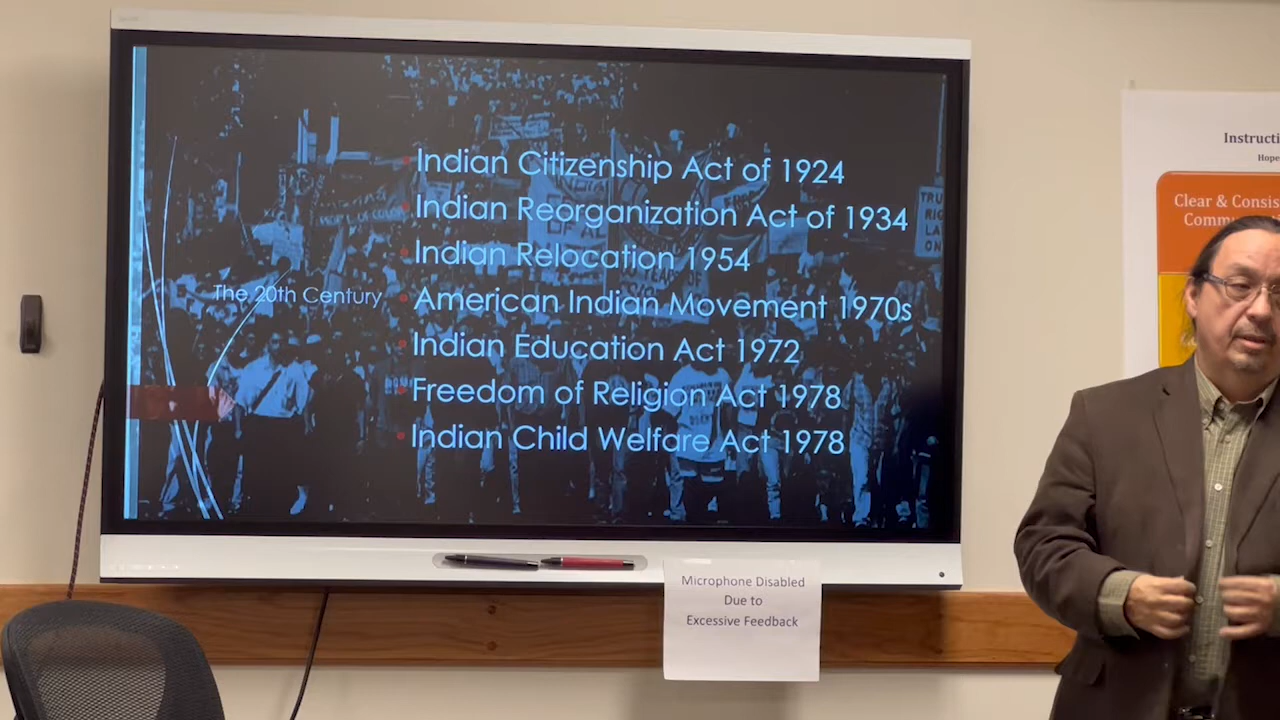 Indian Citizenship Act of 1924
Indian Reorganization Act of 1934
Indian Relocation 1954
The 20th Century
American Indian Movement 1970s
Indian Education Act 1972
Freedom of Religion Act 1978
Indian Child Welfare Act 1978
Microphone Disabled
Due to
Excessive Feedback
Clear &